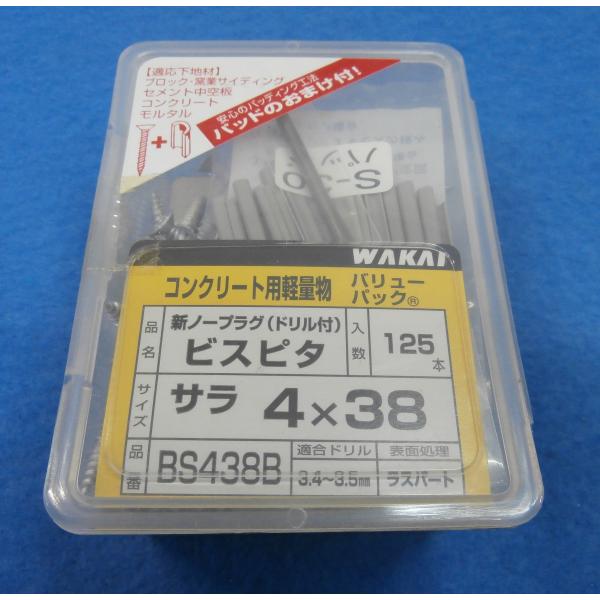 【適応下地材】
ブロック・窯業サイディング
セメント中空板
コンクリート
モルタル
安心のパッティング工法
パットのおまけ付!
S-30
パッ
WAKAI
コンクリート用軽量物
バリュー
パック®
品名
新ノープラグ(ドリル付)
ビスピタ
入数
125本
サイズ
サラ 4×38
品番
BS438B
適合ドリル
3.4~3.5mm
表面処理
ラスパート